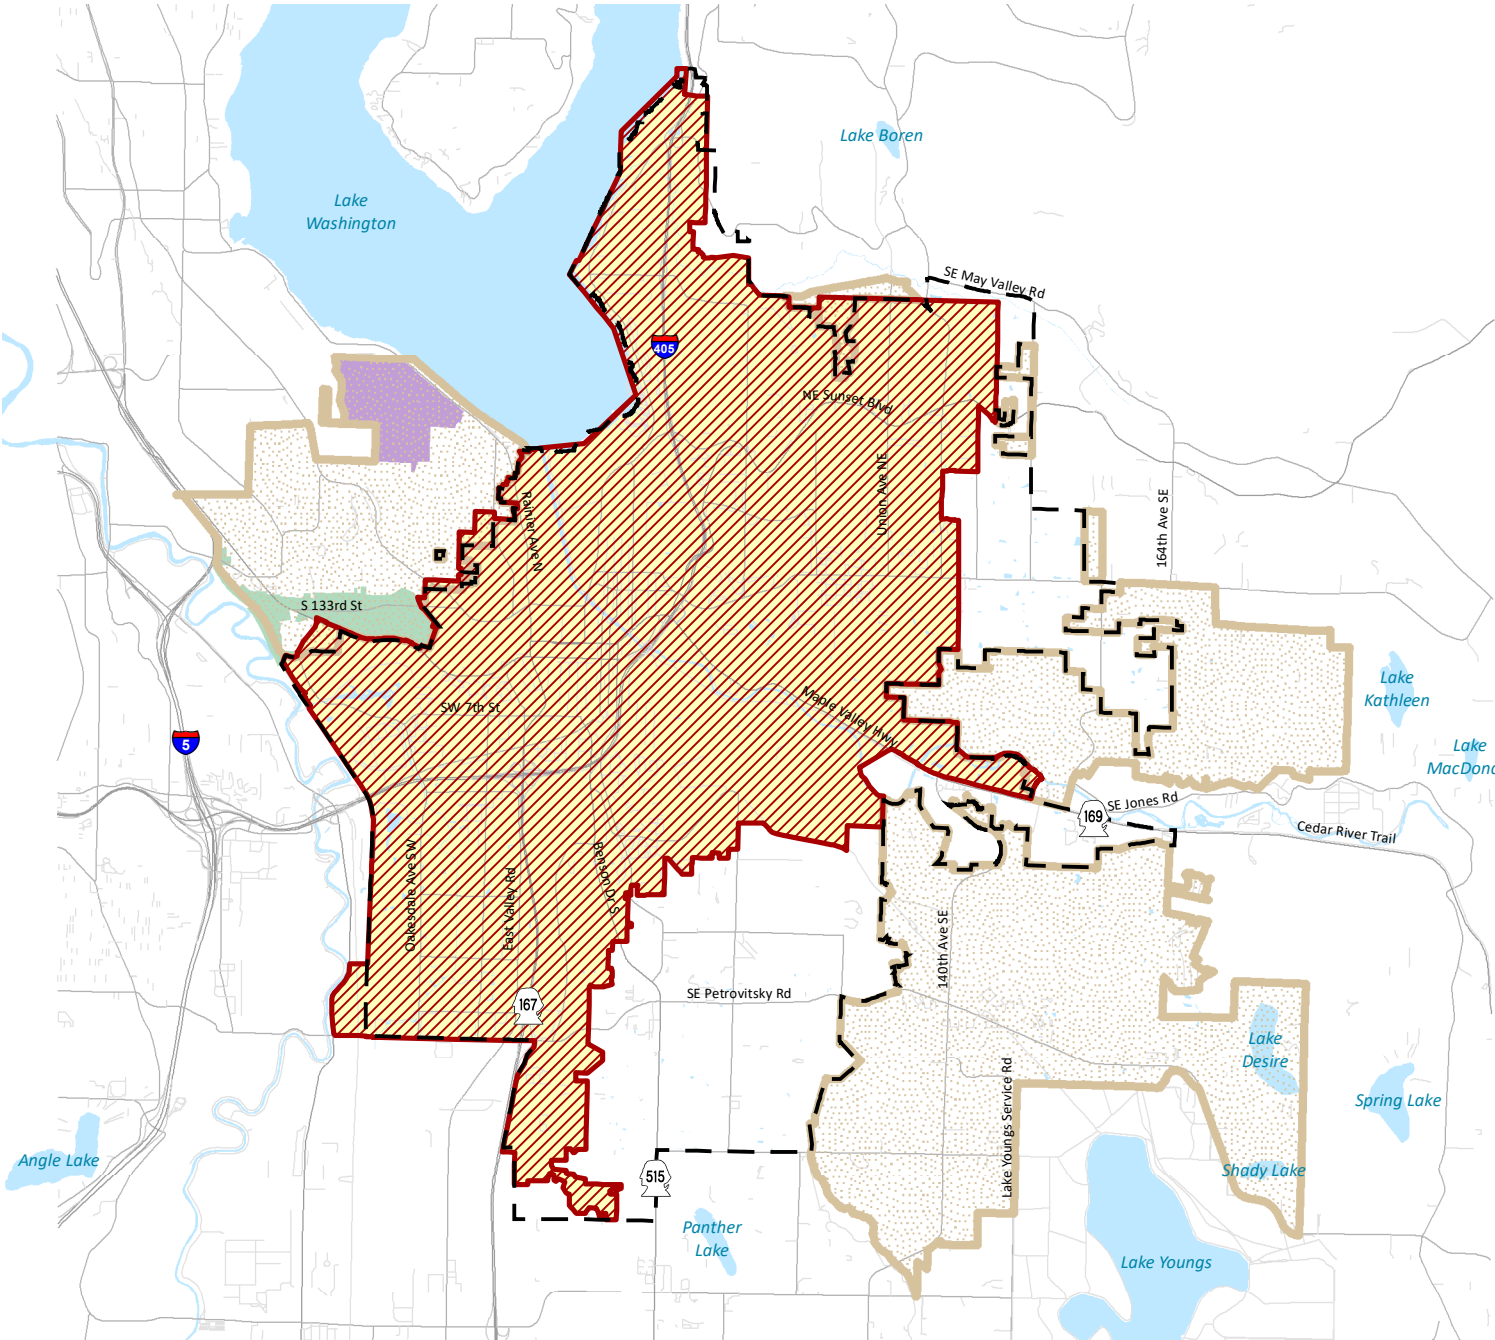 Lake Boren
Lake
Washington
SE May Valley Rd
405
NE Sunset Blvd
Union Ave NE
164th Ave SE
Rainier Ave N
S 133rd St
Lake
Kathleen
SW 7th St
Maple Valley Hwy
5
Lake
MacDona
SE Jones Rd
169
Cedar River Trail
Oakesdale Ave SW
East Valley Rd
Benson Dr S
140th Ave SE
SE Petrovitsky Rd
167
Lake
Desire
Lake Youngs Service Rd
Spring Lake
Angle Lake
515
Shady Lake
Panther
Lake
Lake Youngs